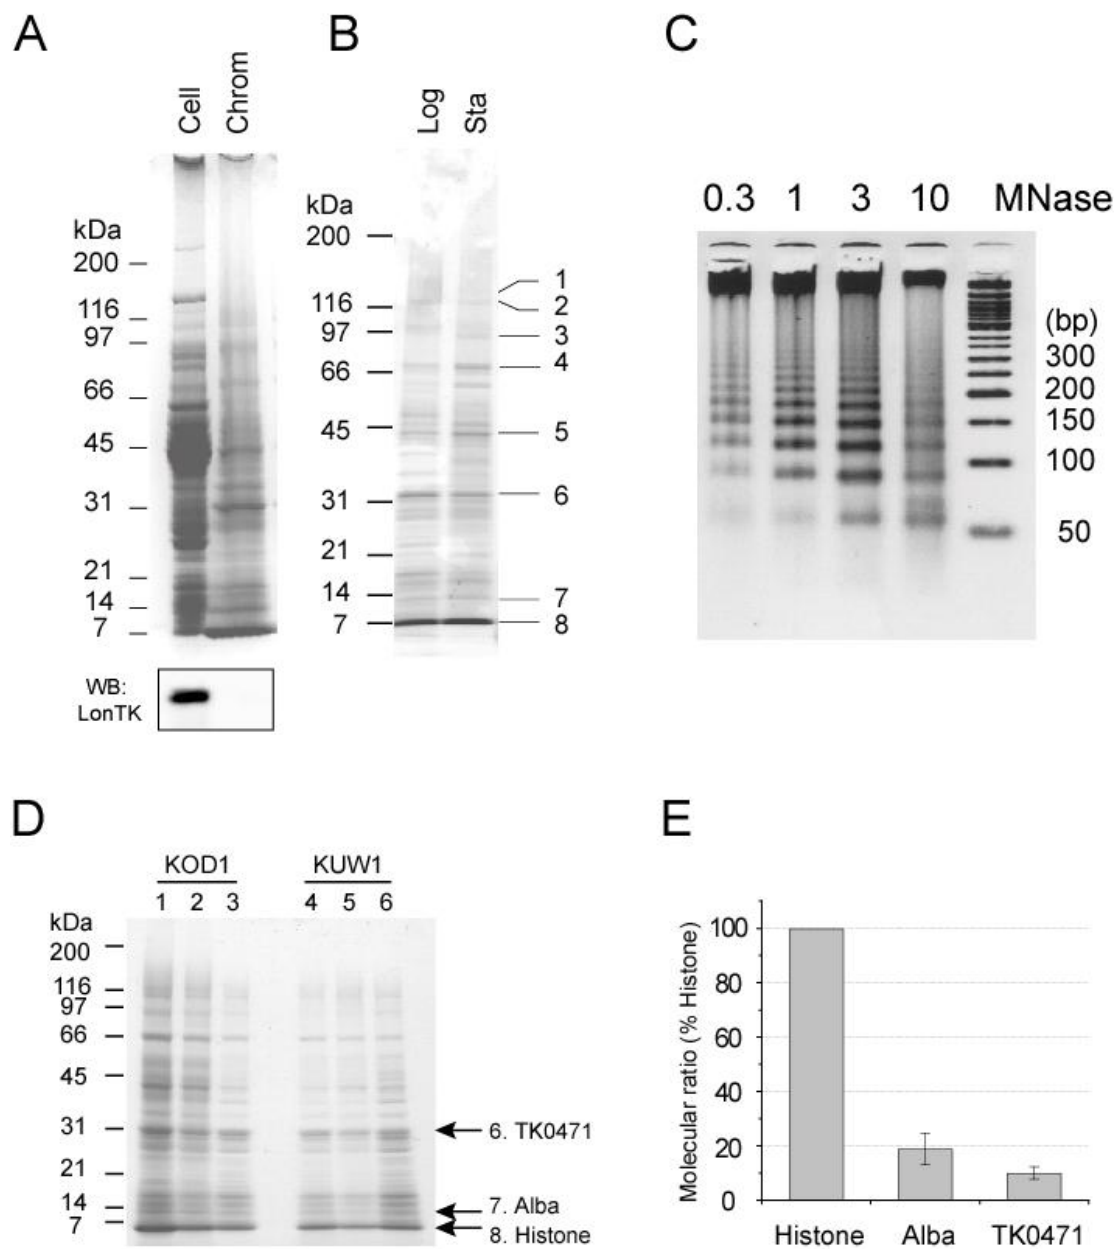 A
Cell
Chrom
kDa
200
116
97
66
45
31
21
14
7
WB:
LonTK
B
Log
Sta
kDa
200
116
97
66
45
31
21
14
7
1
2
3
4
5
6
7
8
C
0.3 1 3 10 MNase
(bp)
300
200
150
100
50
D
KOD1 KUW1
1 2 3 4 5 6
kDa
200
116
97
66
45
31
21
14
7
6. TK0471
7. Alba
8. Histone
E
Molecular ratio (% Histone)
100
80
60
40
20
0
Histone Alba TK0471